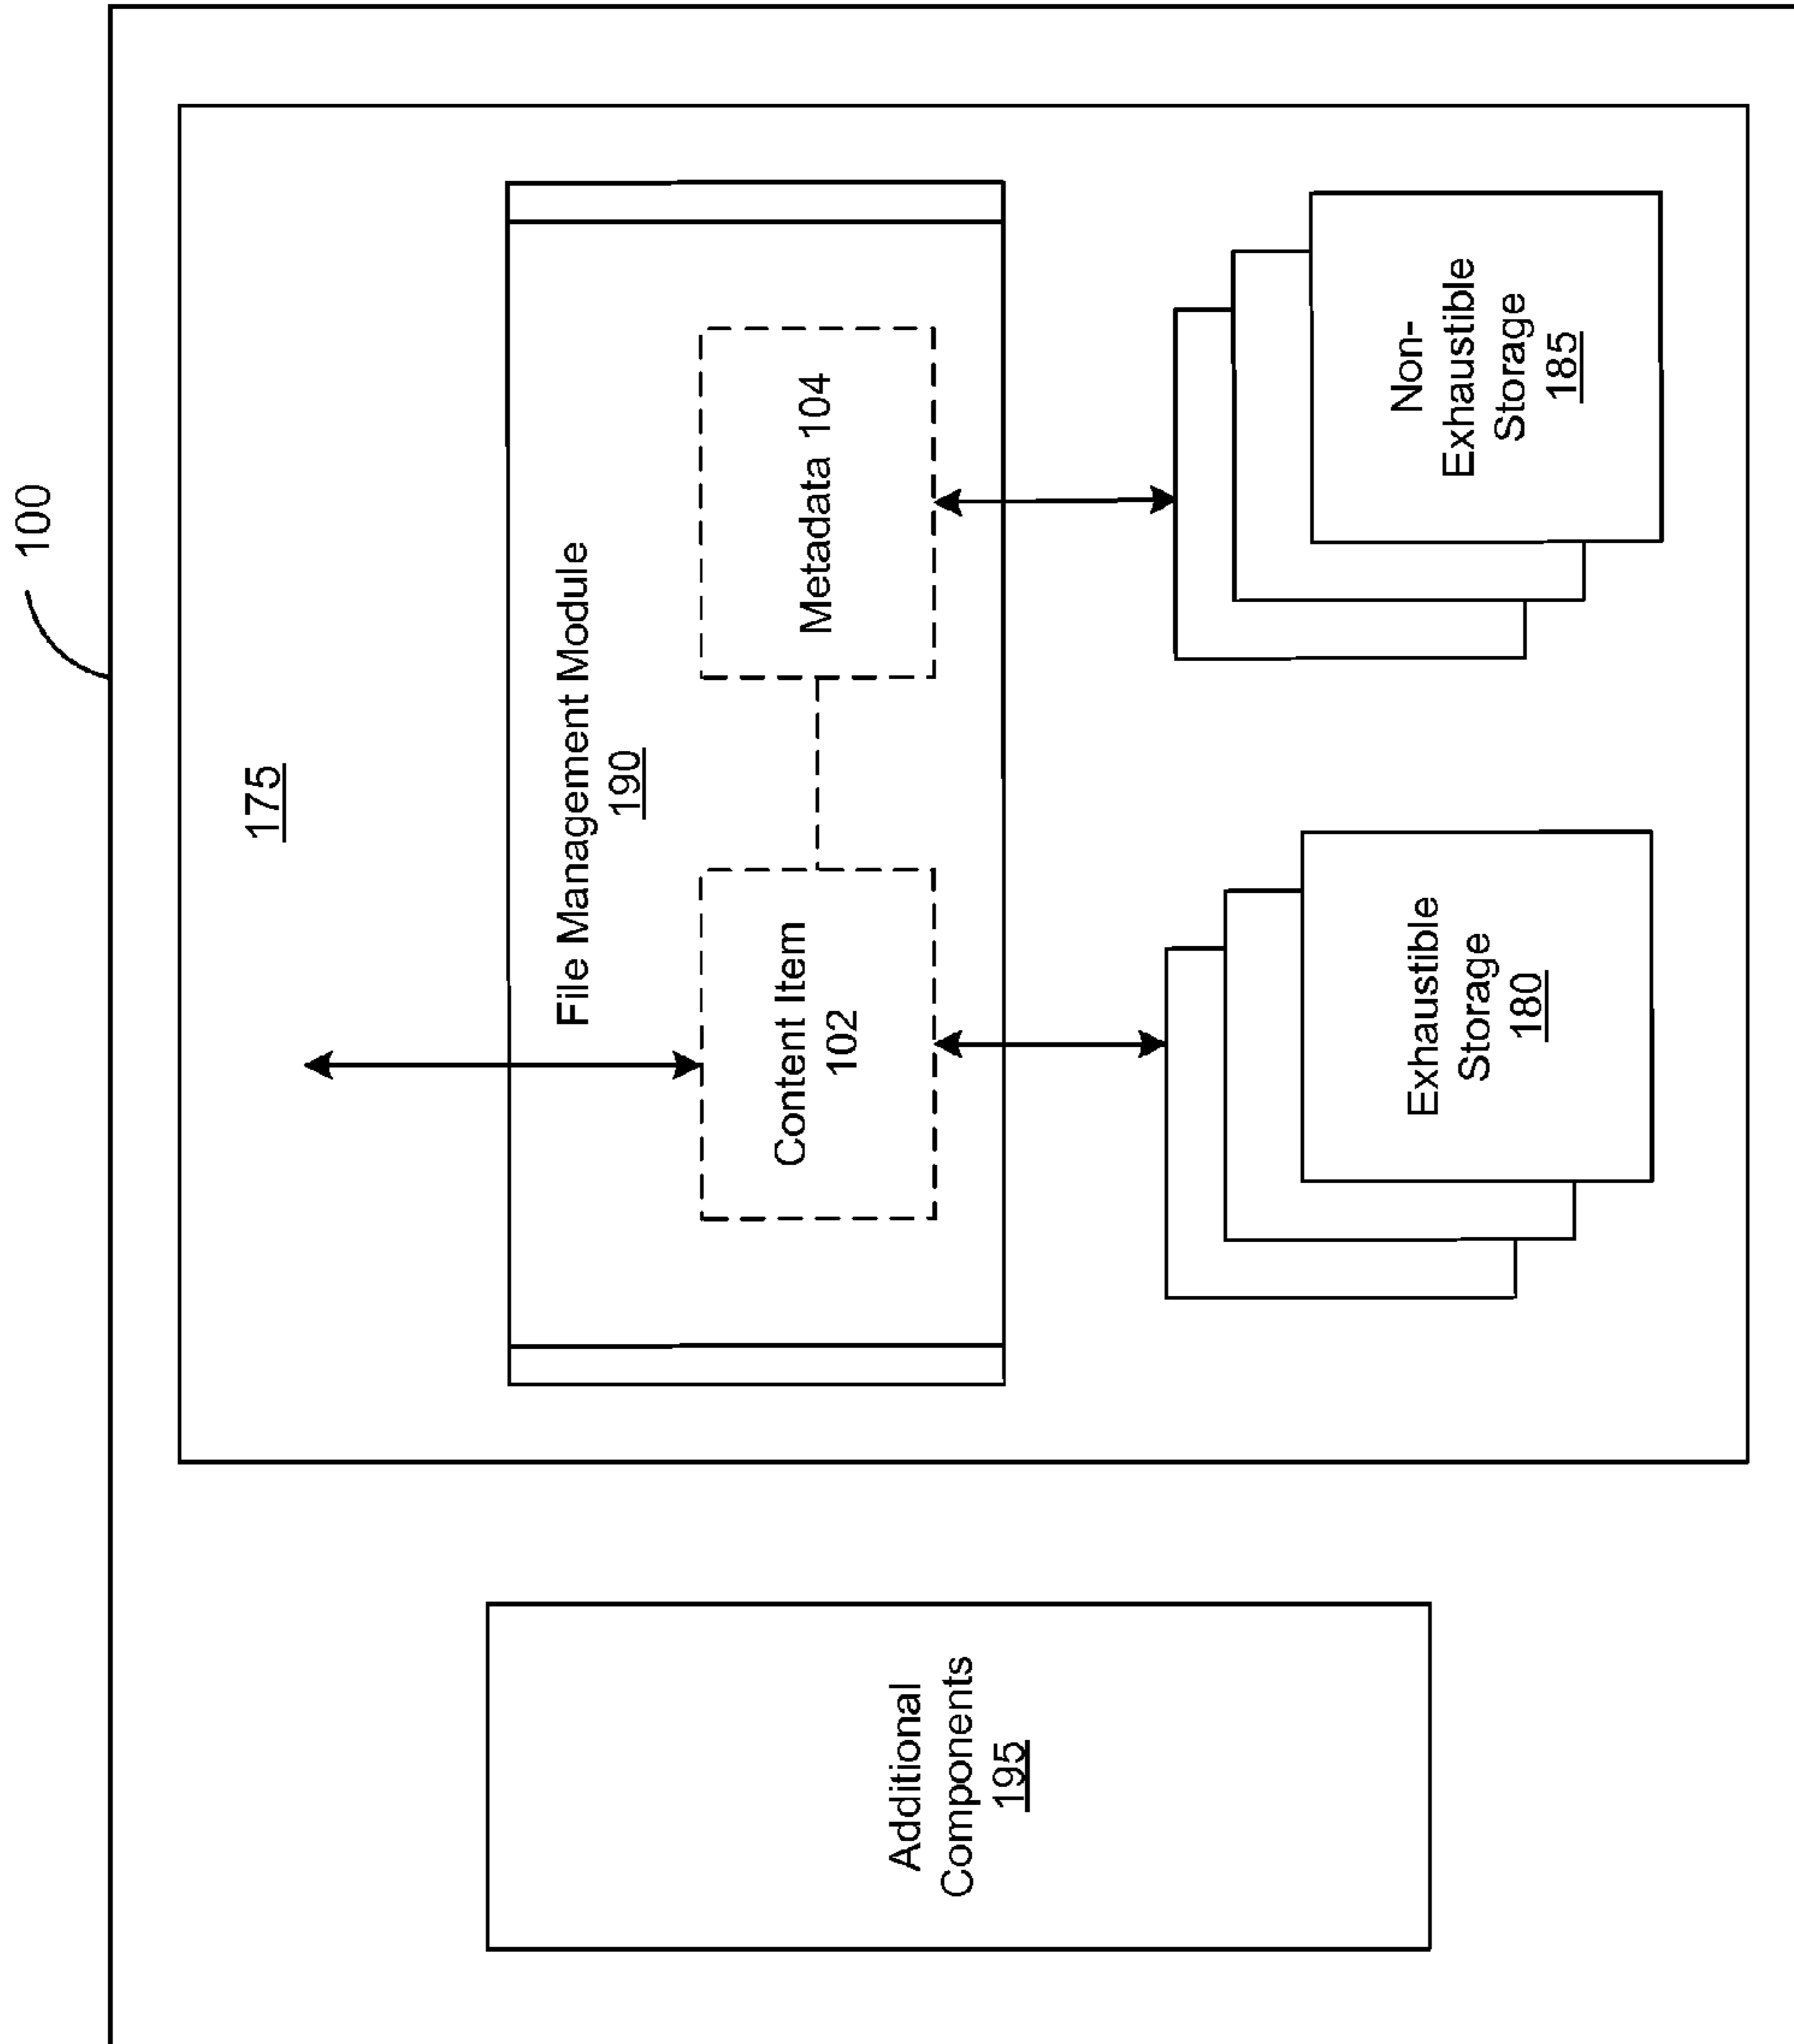 100
175
File Management Module
190
Content Item
102
Metadata 104
Additional
Components
195
Exhaustible
Storage
180
Non-
Exhaustible
Storage
185